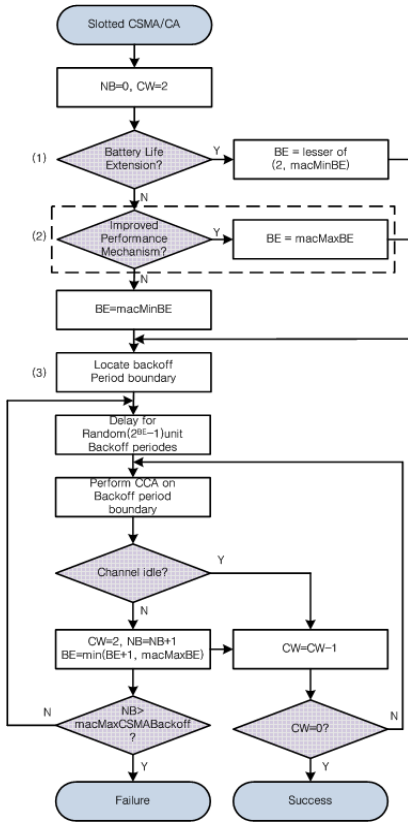 Slotted CSMA/CA
NB=0, CW=2
(1)
Battery Life
Extension?
Y
BE = lesser of
(2, macMinBE)
N
(2)
Improved
Performance
Mechanism?
Y
BE = macMaxBE
N
BE=macMinBE
(3)
Locate backoff
Period boundary
Delay for
Random(2ᴮᴱ-1)unit
Backoff periodes
Perform CCA on
Backoff period
boundary
Channel idle?
Y
N
CW=2, NB=NB+1
BE=min(BE+1, macMaxBE)
CW=CW-1
N
NB>
macMaxCSMABackoff
?
CW=0?
N
Y
Y
Failure
Success